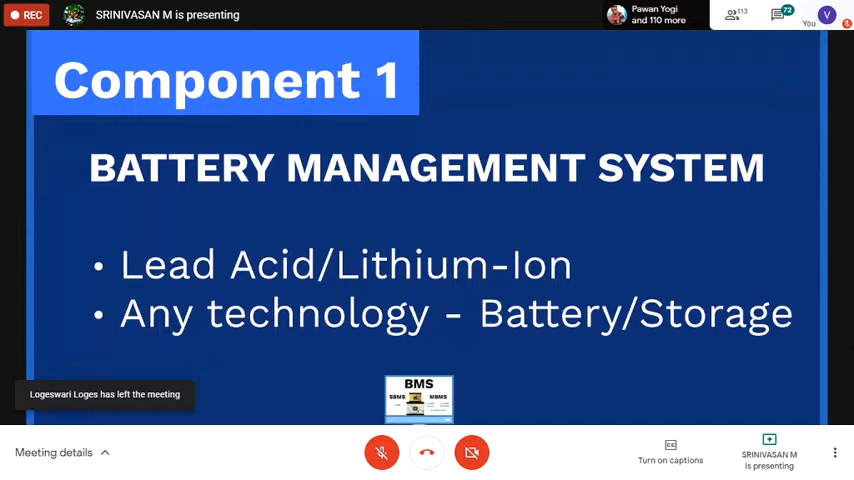 REC
SRINIVASAN M is presenting
Pawan Yogi
and 110 more
113
72
You
V
Component 1
BATTERY MANAGEMENT SYSTEM
• Lead Acid/Lithium-Ion
• Any technology - Battery/Storage
Logeswari Loges has left the meeting
BMS
SBMS
MBMS
Meeting details
CC
Turn on captions
SRINIVASAN M
is presenting